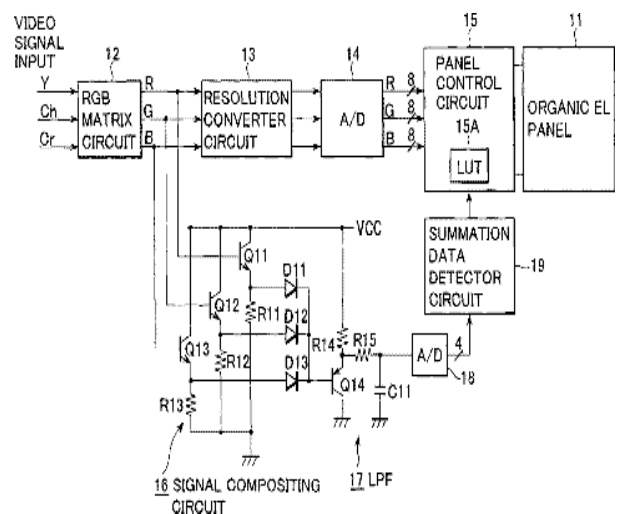 VIDEO
SIGNAL
INPUT
12
13
14
15
11
Y
Ch
Cr
RGB
MATRIX
CIRCUIT
R
G
B
RESOLUTION
CONVERTER
CIRCUIT
A/D
R 8
G 8
B 8
PANEL
CONTROL
CIRCUIT
15A
LUT
ORGANIC EL
PANEL
VCC
SUMMATION
DATA
DETECTOR
CIRCUIT
19
Q11
D11
Q12
R11
D12
R14
R15
A/D
4
18
Q13
R12
D13
Q14
C11
R13
16 SIGNAL COMPOSITING
CIRCUIT
17 LPF